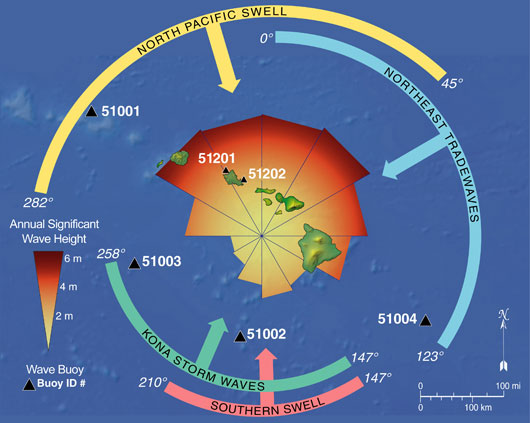 NORTH PACIFIC SWELL
0°
45°
NORTHEAST TRADEWAVES
51001
51201
51202
282°
Annual Significant
Wave Height
6 m
4 m
2 m
258°
51003
51002
51004
123°
N
KONA STORM WAVES
147°
147°
210°
SOUTHERN SWELL
Wave Buoy
Buoy ID #
0 100 mi
0 100 km